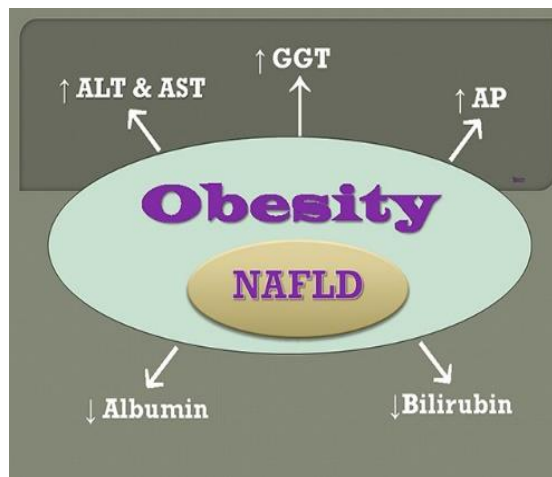 ↑ GGT
↑ ALT & AST
↑ AP
Obesity
NAFLD
↓ Albumin
↓Bilirubin